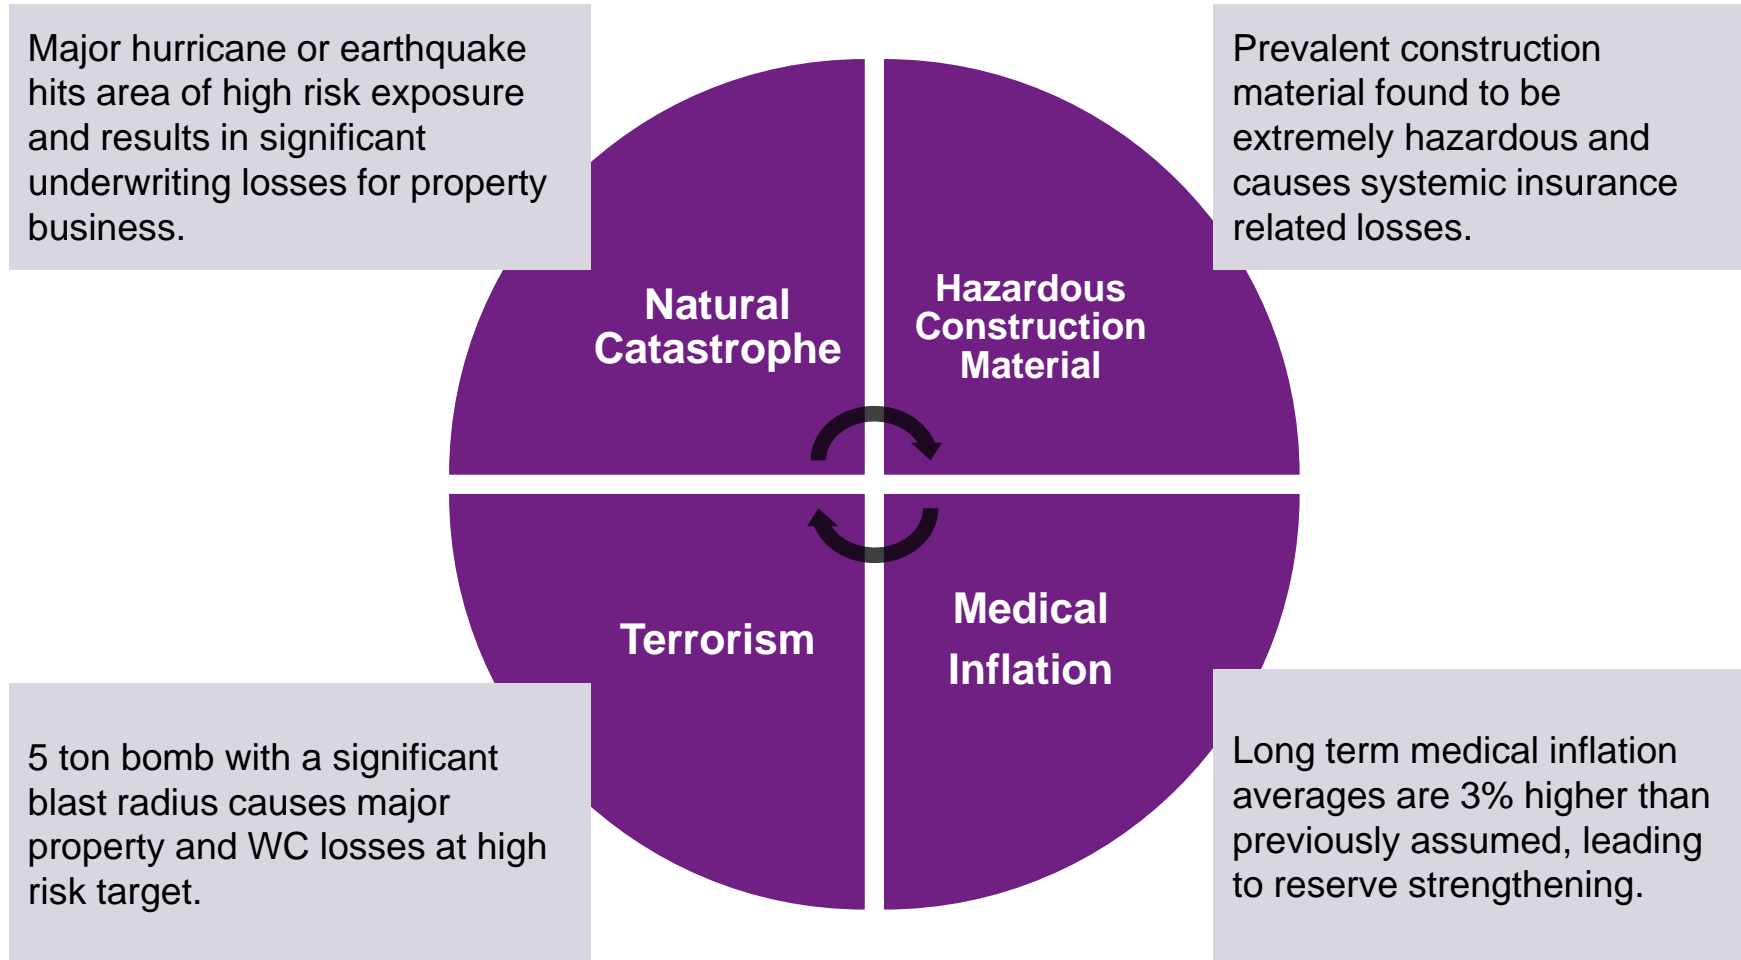 Major hurricane or earthquake
hits area of high risk exposure
and results in significant
underwriting losses for property
business.
Prevalent construction
material found to be
extremely hazardous and
causes systemic insurance
related losses.
Natural
Catastrophe
Hazardous
Construction
Material
Terrorism
Medical
Inflation
5 ton bomb with a significant
blast radius causes major
property and WC losses at high
risk target.
Long term medical inflation
averages are 3% higher than
previously assumed, leading
to reserve strengthening.